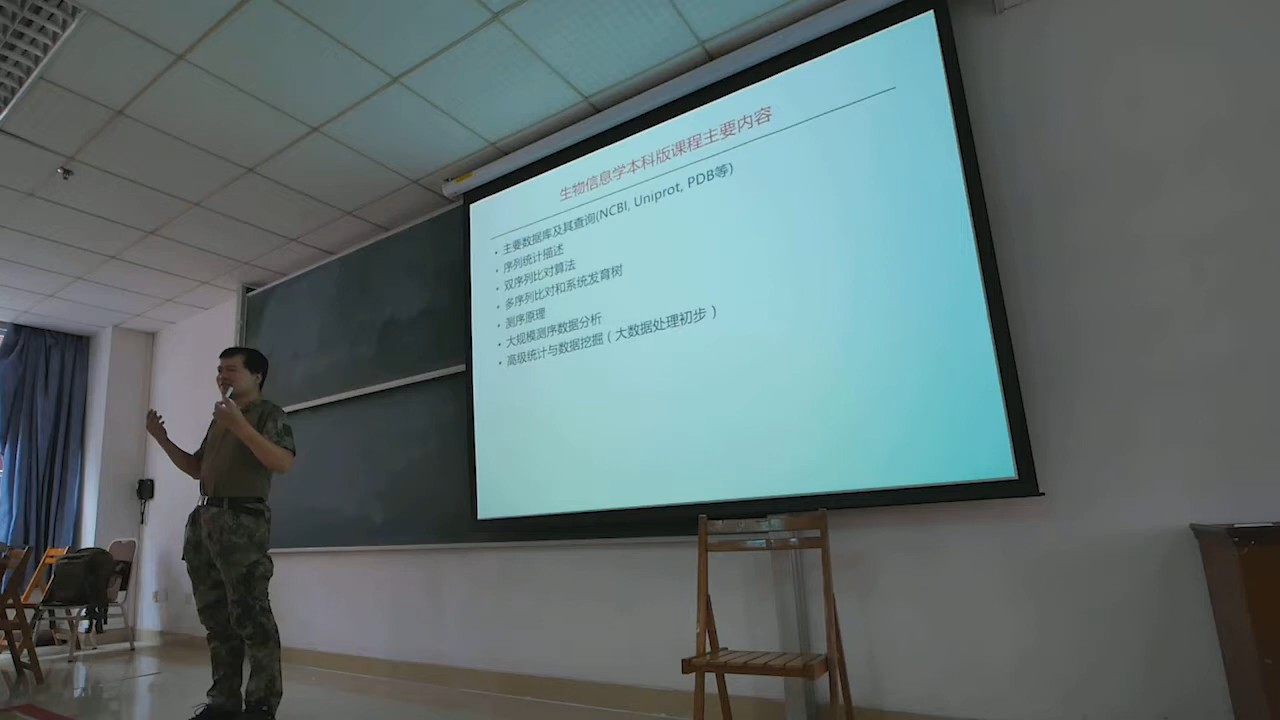 生物信息学本科版课程主要内容
• 主要数据库及其查询(NCBI, Uniprot, PDB等)
• 序列统计描述
• 双序列比对算法
• 多序列比对和系统发育树
• 测序原理
• 大规模测序数据分析
• 高级统计与数据挖掘（大数据处理初步）